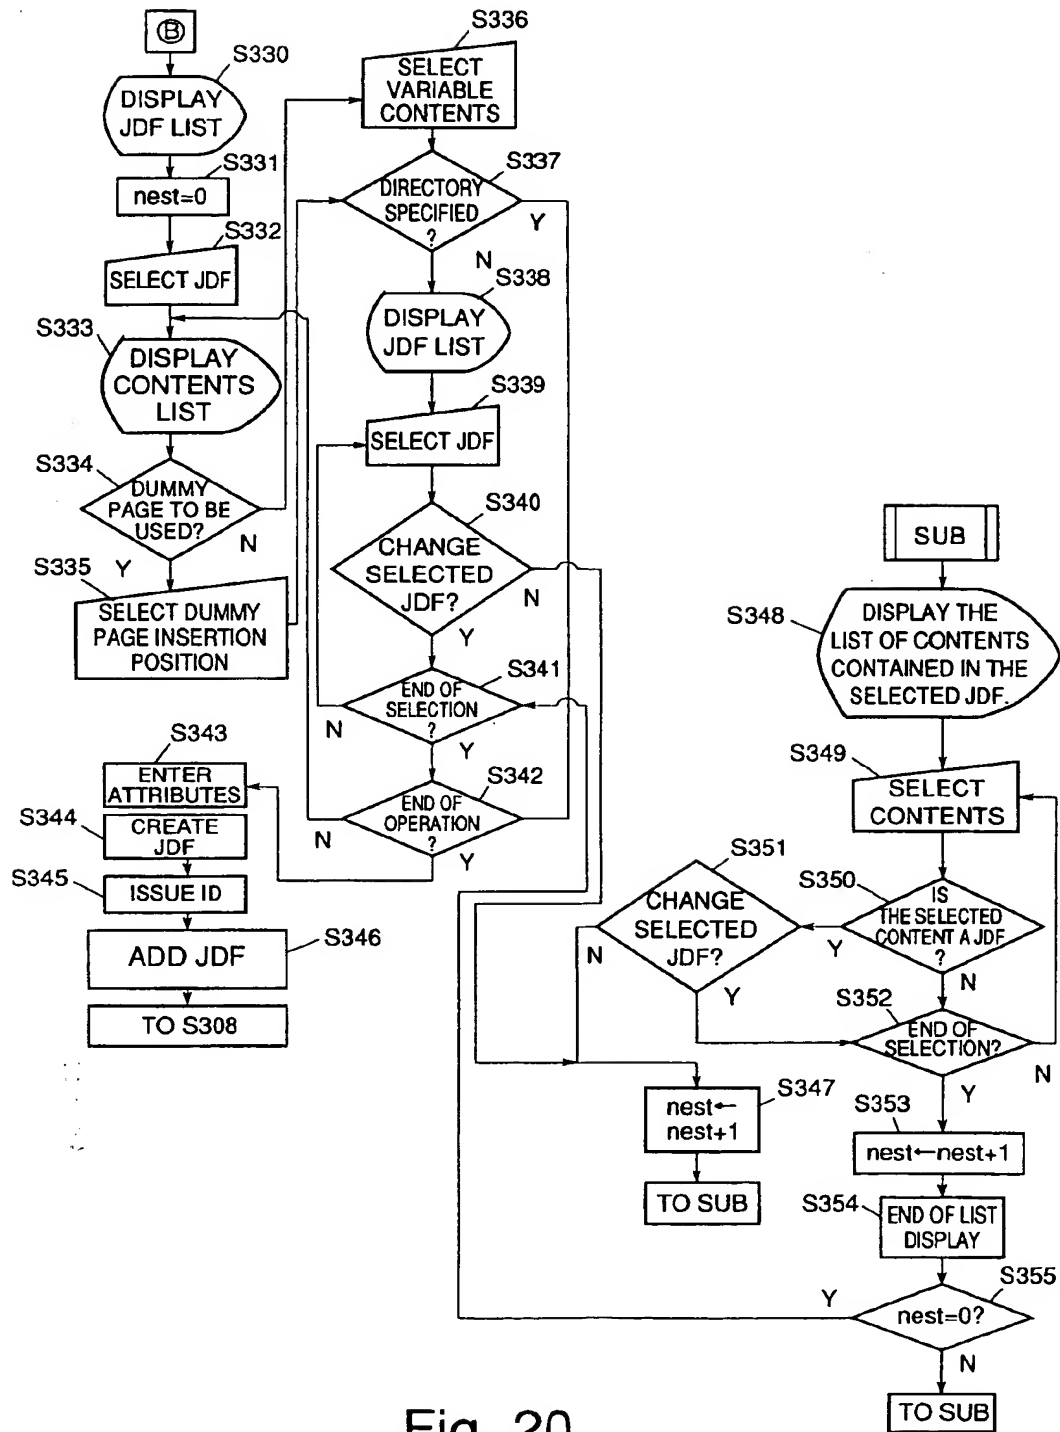 B
S330
DISPLAY
JDF LIST
S331
nest=0
S332
SELECT JDF
S333
DISPLAY
CONTENTS
LIST
S334
DUMMY
PAGE TO BE
USED?
N
Y
S335
SELECT DUMMY
PAGE INSERTION
POSITION
S336
SELECT
VARIABLE
CONTENTS
S337
DIRECTORY
SPECIFIED
?
Y
N
S338
DISPLAY
JDF LIST
S339
SELECT JDF
S340
CHANGE
SELECTED
JDF?
N
Y
S341
END OF
SELECTION
?
N
Y
S342
END OF
OPERATION
?
N
Y
S343
ENTER
ATTRIBUTES
S344
CREATE
JDF
S345
ISSUE ID
S346
ADD JDF
TO S308
SUB
S348
DISPLAY THE
LIST OF CONTENTS
CONTAINED IN THE
SELECTED JDF.
S349
SELECT
CONTENTS
S350
IS
THE SELECTED
CONTENT A JDF
?
Y
N
S351
CHANGE
SELECTED
JDF?
N
Y
S352
END OF
SELECTION?
N
Y
S347
nest←
nest+1
TO SUB
S353
nest←nest+1
S354
END OF LIST
DISPLAY
S355
nest=0?
Y
N
TO SUB
Fig. 20